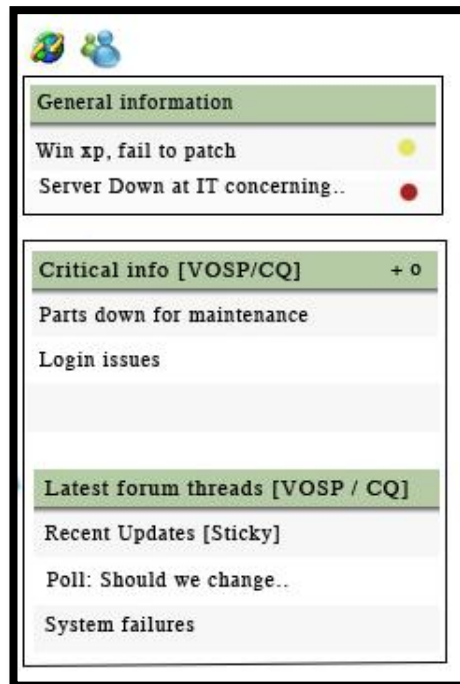 General information
Win xp, fail to patch
Server Down at IT concerning..
Critical info [VOSP/CQ] + 0
Parts down for maintenance
Login issues
Latest forum threads [VOSP / CQ]
Recent Updates [Sticky]
Poll: Should we change..
System failures